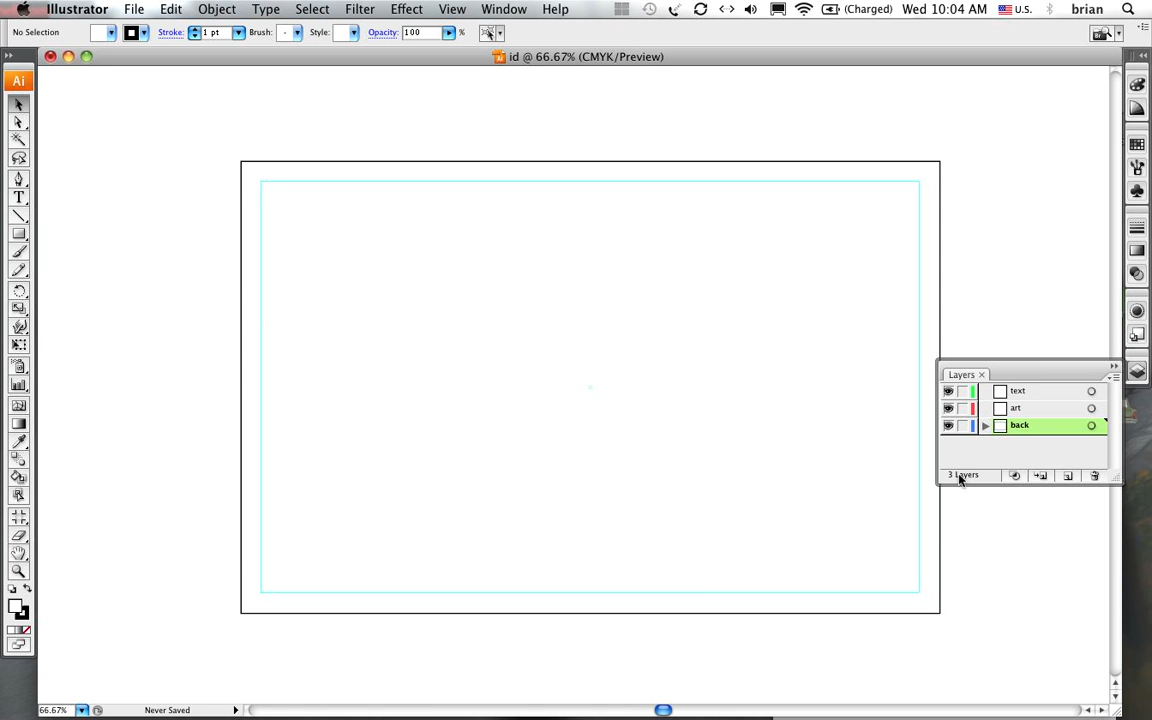 Illustrator File Edit Object Type Select Filter Effect View Window Help (Charged) Wed 10:04 AM U.S. brian
No Selection Stroke: 1 pt Brush: Style: Opacity: 100 %
id @ 66.67% (CMYK/Preview)
Ai
T
Layers
text
art
back
3 Layers
66.67% Never Saved